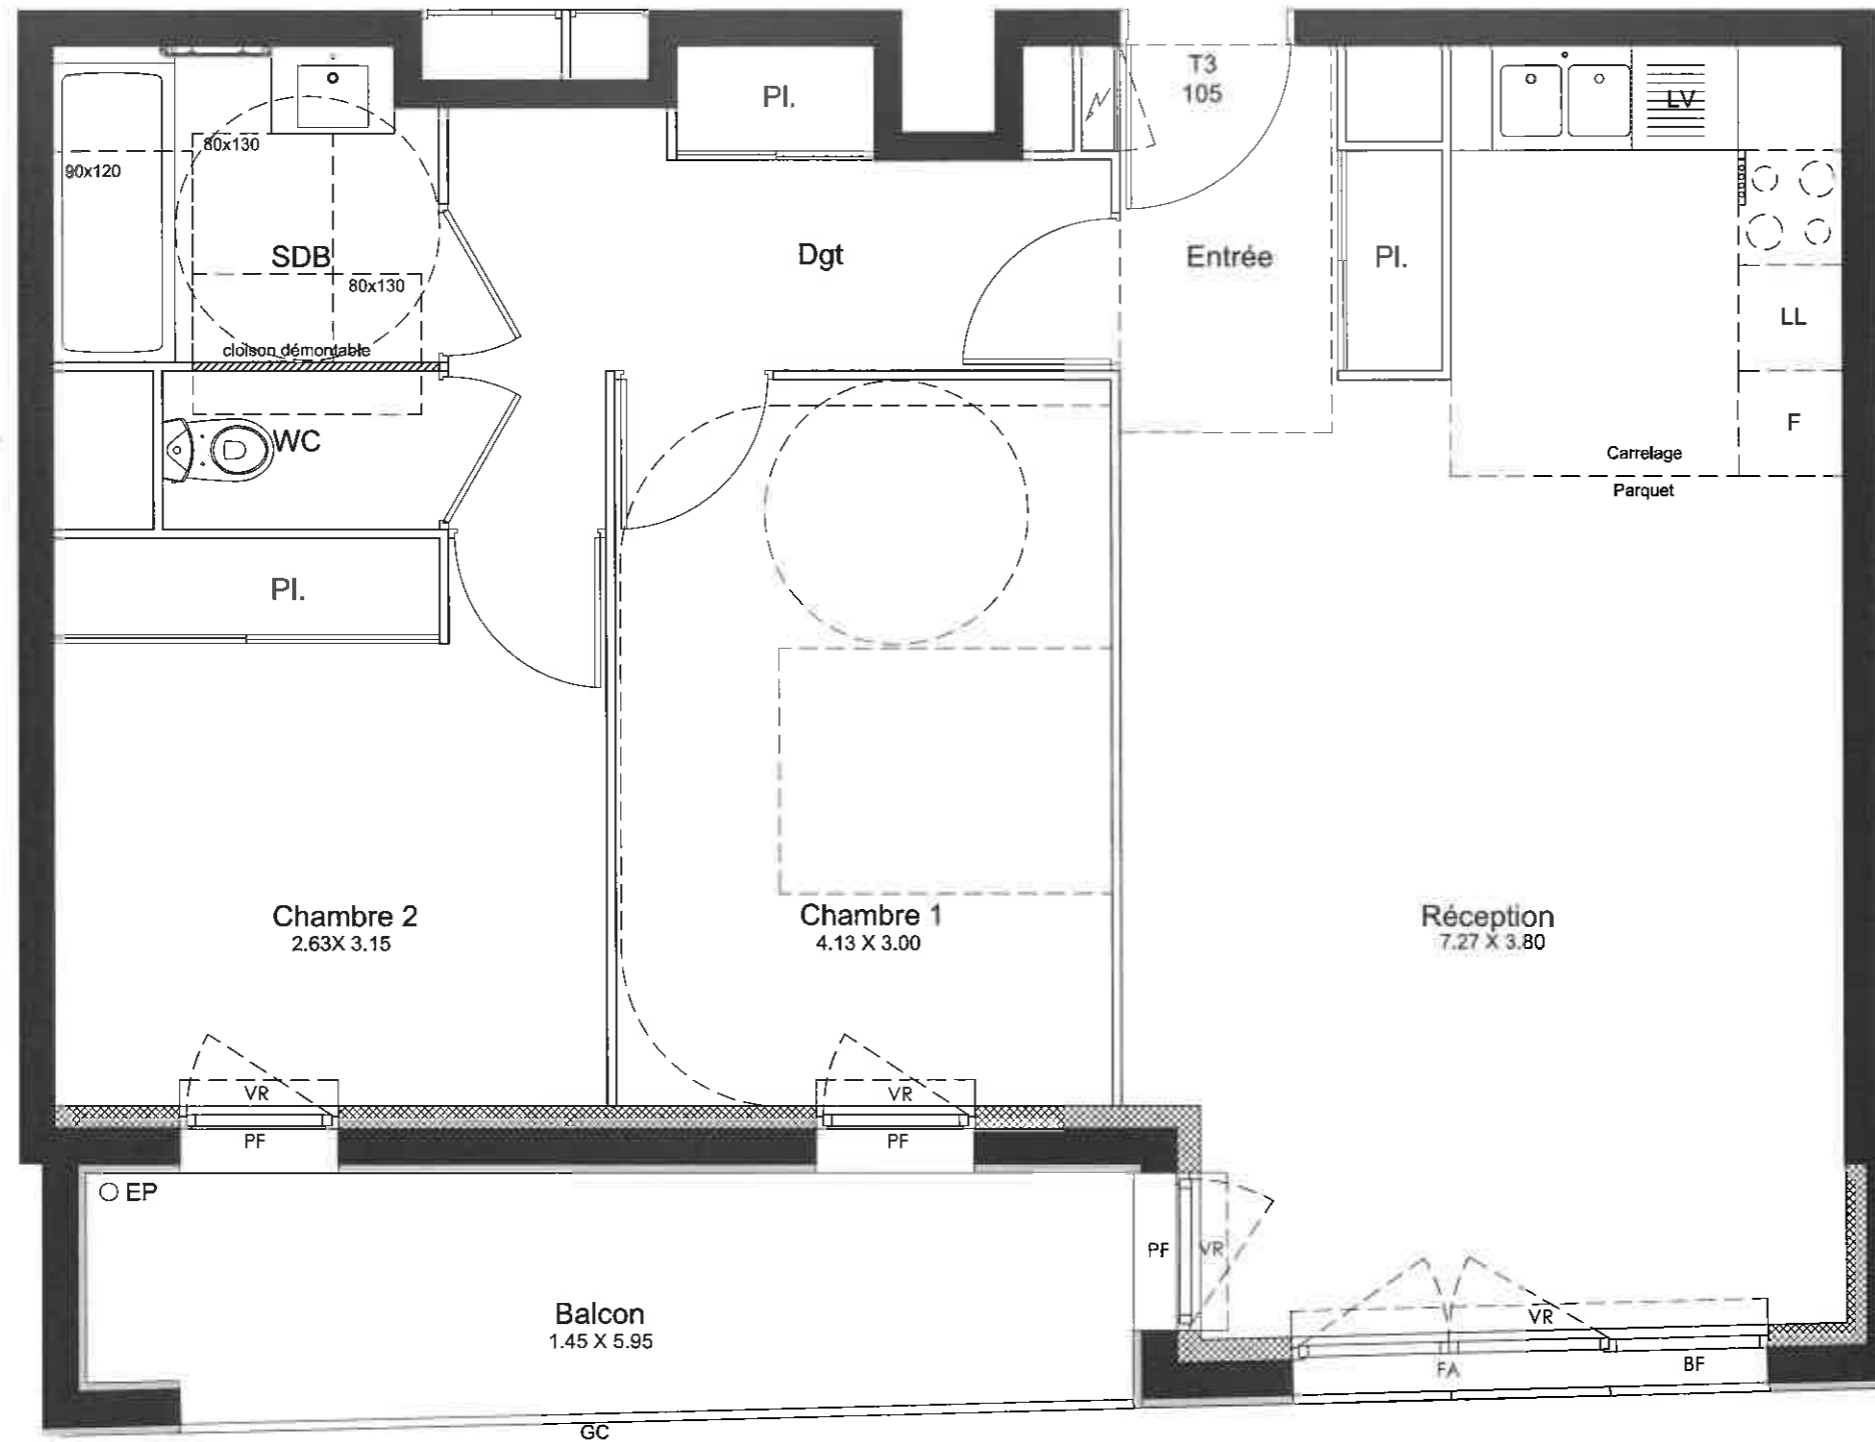 T3
105
Pl.
LV
80x130
90x120
SDB
Dgt
Entrée
Pl.
80x130
LL
cloison démontable
F
WC
Carrelage
Parquet
Pl.
Chambre 2
2.63X 3.15
Chambre 1
4.13 X 3.00
Réception
7.27 X 3.80
VR
VR
PF
PF
EP
PF
VR
Balcon
1.45 X 5.95
VR
FA
BF
GC